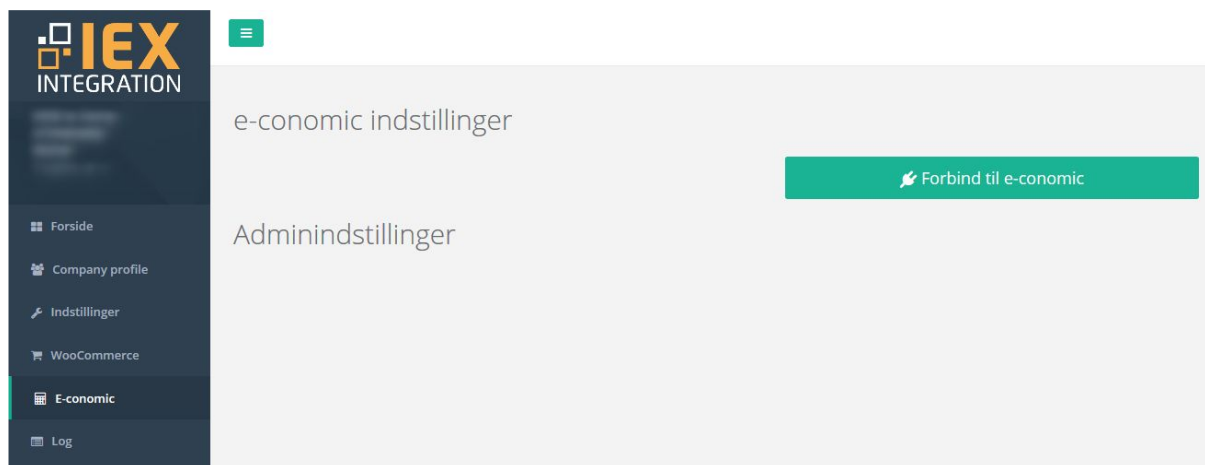 IEX
INTEGRATION
Forside
Company profile
Indstillinger
WooCommerce
E-conomic
Log
e-conomic indstillinger
Forbind til e-conomic
Adminindstillinger